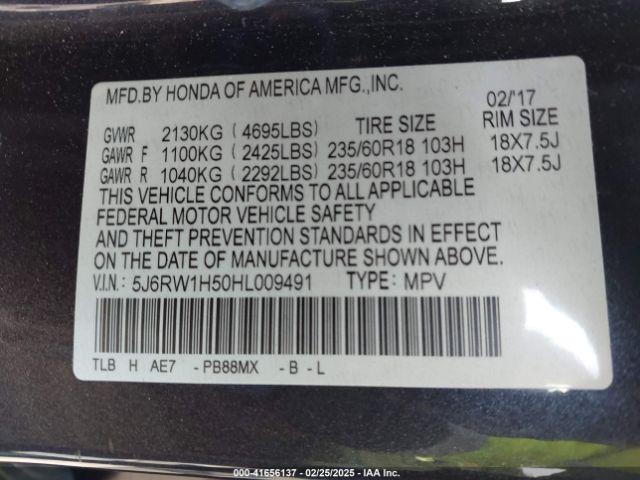 MFD.BY HONDA OF AMERICA MFG.,INC.
02/'17
GVWR 2130KG ( 4695LBS) TIRE SIZE RIM SIZE
GAWR F 1100KG ( 2425LBS) 235/60R18 103H 18X7.5J
GAWR R 1040KG ( 2292LBS) 235/60R18 103H 18X7.5J
THIS VEHICLE CONFORMS TO ALL APPLICABLE
FEDERAL MOTOR VEHICLE SAFETY
AND THEFT PREVENTION STANDARDS IN EFFECT
ON THE DATE OF MANUFACTURE SHOWN ABOVE.
V.I.N.: 5J6RW1H50HL009491 TYPE: MPV
TLB H AE7 - PB88MX - B - L
© 41656137 - 02/25/2025 - IAA Inc.